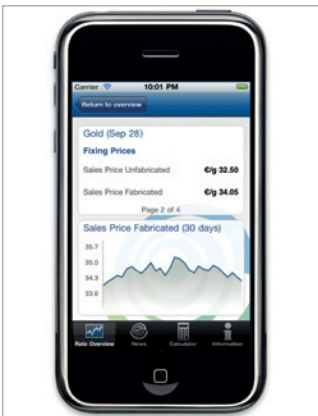 Carrier 10:01 PM
Return to overview
Gold (Sep 28)
Fixing Prices
Sales Price Unfabricated €/g 32.50
Sales Price Fabricated €/g 34.05
Page 2 of 4
Sales Price Fabricated (30 days)
35.7
35.0
34.3
33.6
Rate Overview News Calculator Information